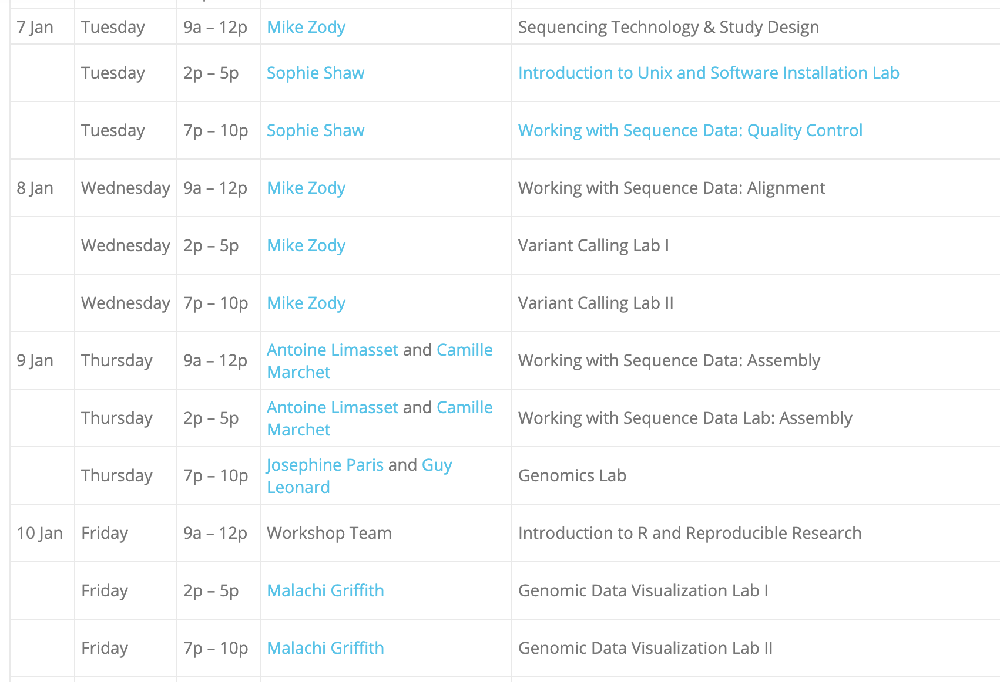 7 Jan Tuesday 9a – 12p Mike Zody Sequencing Technology & Study Design
Tuesday 2p – 5p Sophie Shaw Introduction to Unix and Software Installation Lab
Tuesday 7p – 10p Sophie Shaw Working with Sequence Data: Quality Control
8 Jan Wednesday 9a – 12p Mike Zody Working with Sequence Data: Alignment
Wednesday 2p – 5p Mike Zody Variant Calling Lab I
Wednesday 7p – 10p Mike Zody Variant Calling Lab II
9 Jan Thursday 9a – 12p Antoine Limasset and Camille
Marchet Working with Sequence Data: Assembly
Thursday 2p – 5p Antoine Limasset and Camille
Marchet Working with Sequence Data Lab: Assembly
Thursday 7p – 10p Josephine Paris and Guy
Leonard Genomics Lab
10 Jan Friday 9a – 12p Workshop Team Introduction to R and Reproducible Research
Friday 2p – 5p Malachi Griffith Genomic Data Visualization Lab I
Friday 7p – 10p Malachi Griffith Genomic Data Visualization Lab II